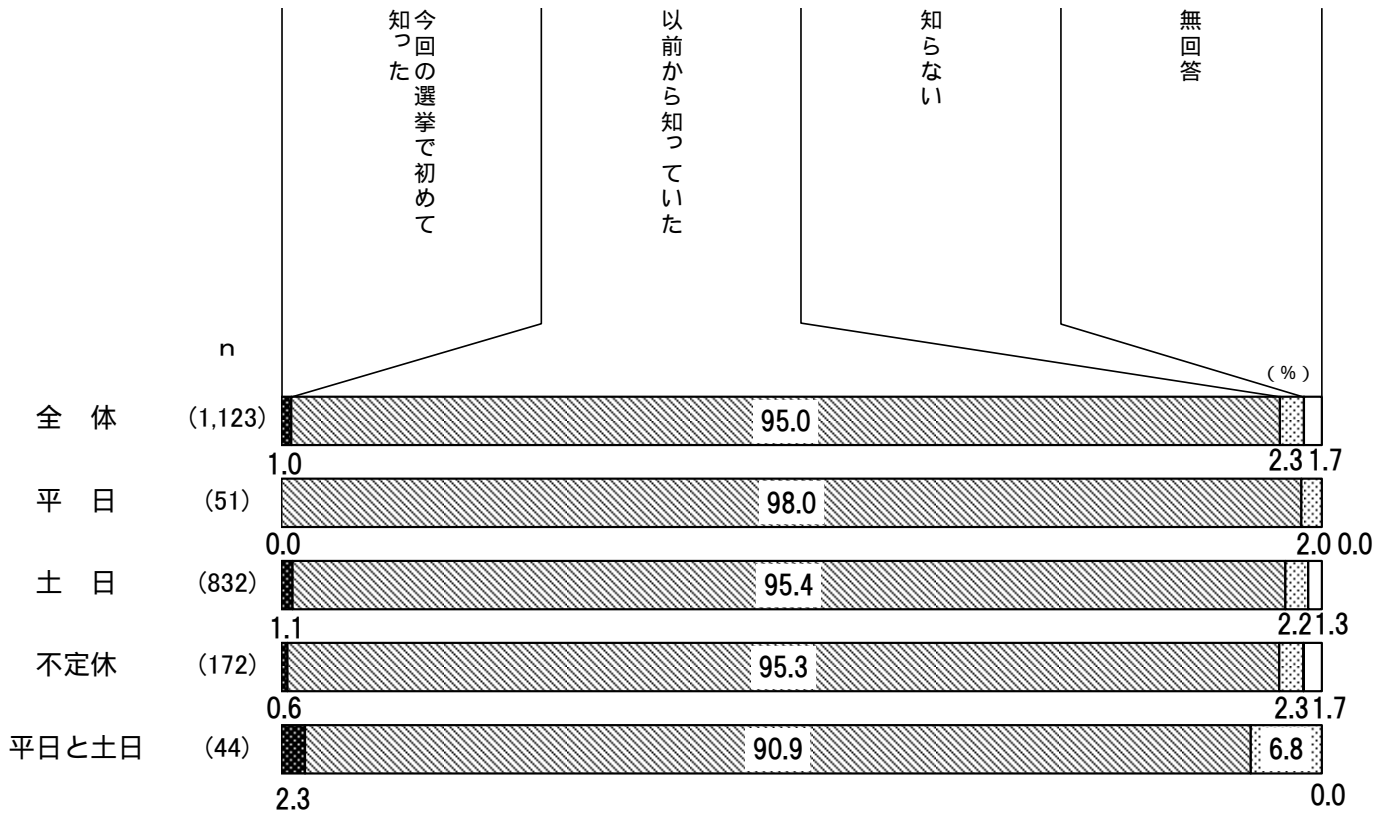 今回の選挙で初めて
知った
以前から知っていた
知らない
無回答
n
(%)
全 体 (1,123) 95.0
1.0 2.3 1.7
平 日 (51) 98.0
0.0 2.0 0.0
土 日 (832) 95.4
1.1 2.2 1.3
不定休 (172) 95.3
0.6 2.3 1.7
平日と土日 (44) 90.9 6.8
2.3 0.0